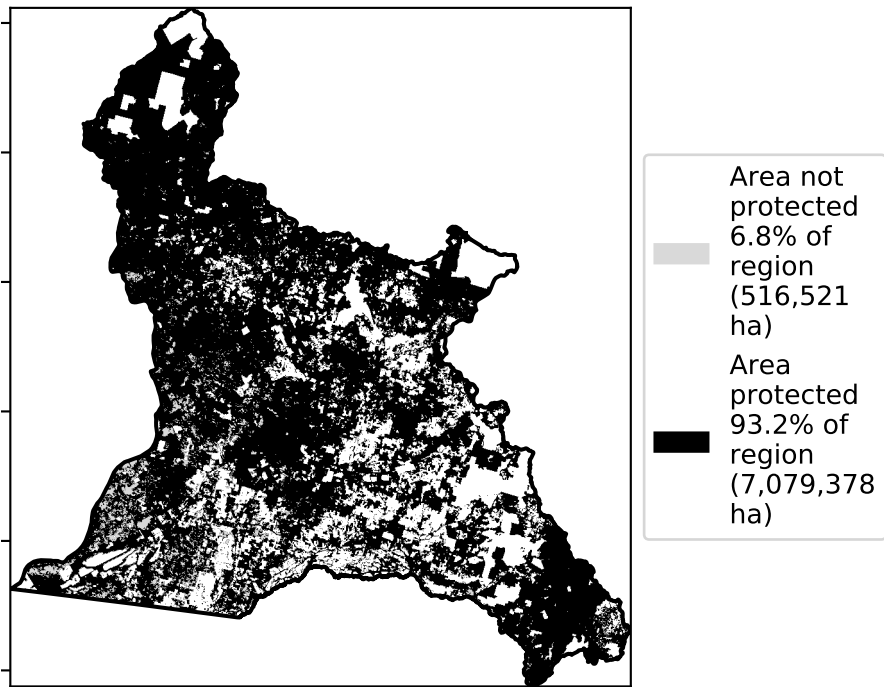 Area not
protected
6.8% of
region
(516,521
ha)
Area
protected
93.2% of
region
(7,079,378
ha)